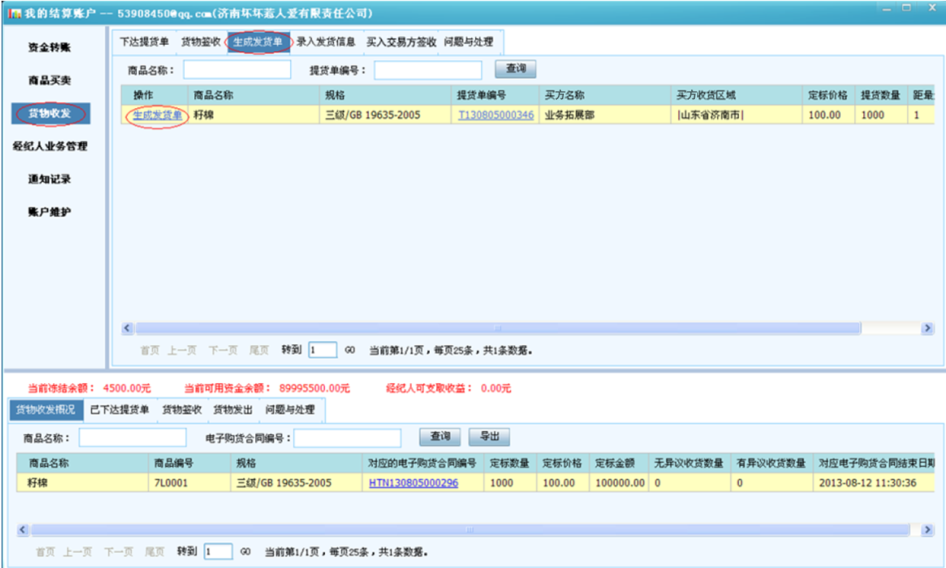 我的结算账户 -- 53908450@qq.com(济南坏坏蓝人爱有限责任公司)
资金转账
商品买卖
货物收发
经纪人业务管理
通知记录
账户维护
下达提货单 货物签收 生成发货单 录入发货信息 买入交易方签收 问题与处理
商品名称： 提货单编号： 查询
操作 商品名称 规格 提货单编号 买方名称 买方收货区域 定标价格 提货数量 距最
生成发货单 籽棉 三级/GB 19635-2005 T130805000346 业务拓展部 |山东省济南市| 100.00 1000 1
首页 上一页 下一页 尾页 转到 1 GO 当前第1/1页，每页25条，共1条数据。
当前冻结余额： 4500.00元 当前可用资金余额： 89995500.00元 经纪人可支取收益： 0.00元
货物收发概况 已下达提货单 货物签收 货物发出 问题与处理
商品名称： 电子购货合同编号： 查询 导出
商品名称 商品编号 规格 对应的电子购货合同编号 定标数量 定标价格 定标金额 无异议收货数量 有异议收货数量 对应电子购货合同结束日期
籽棉 7L0001 三级/GB 19635-2005 HTN130805000296 1000 100.00 100000.00 0 0 2013-08-12 11:30:36
首页 上一页 下一页 尾页 转到 1 GO 当前第1/1页，每页25条，共1条数据。